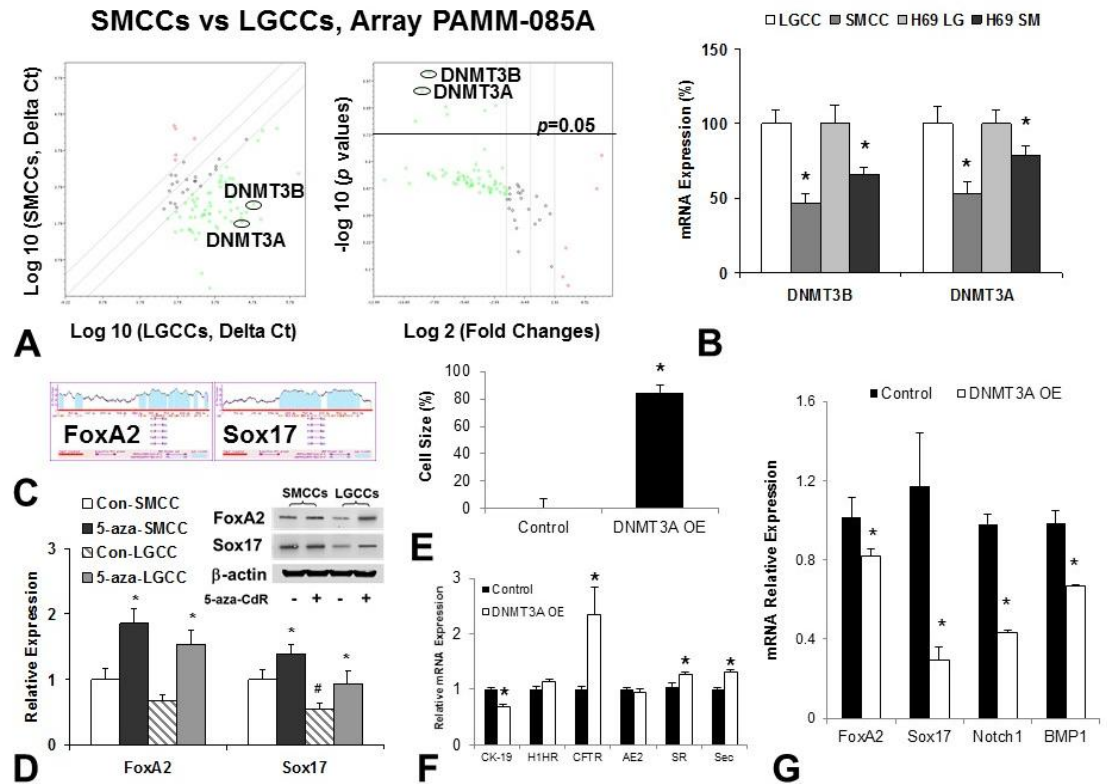 SMCCs vs LGCCs, Array PAMM-085A
Log 10 (SMCCs, Delta Ct)
DNMT3B
DNMT3A
Log 10 (LGCCs, Delta Ct)
-log 10 (p values)
DNMT3B
DNMT3A
p=0.05
Log 2 (Fold Changes)
A
LGCC SMCC H69 LG H69 SM
mRNA Expression (%)
150
100
50
0
* * * *
DNMT3B DNMT3A
B
FoxA2 Sox17
C
Con-SMCC
5-aza-SMCC
Con-LGCC
5-aza-LGCC
SMCCs LGCCs
FoxA2
Sox17
β-actin
5-aza-CdR - + - +
Relative Expression
3
2
1
0
* * * # *
FoxA2 Sox17
D
Cell Size (%)
100
80
60
40
20
0
*
Control DNMT3A OE
E
Relative mRNA Expression
3
2
1
0
Control
DNMT3A OE
* * * *
CK-19 H1HR CFTR AE2 SR Sec
F
Control DNMT3A OE
mRNA Relative Expression
1.6
1.2
0.8
0.4
0
* * * *
FoxA2 Sox17 Notch1 BMP1
G